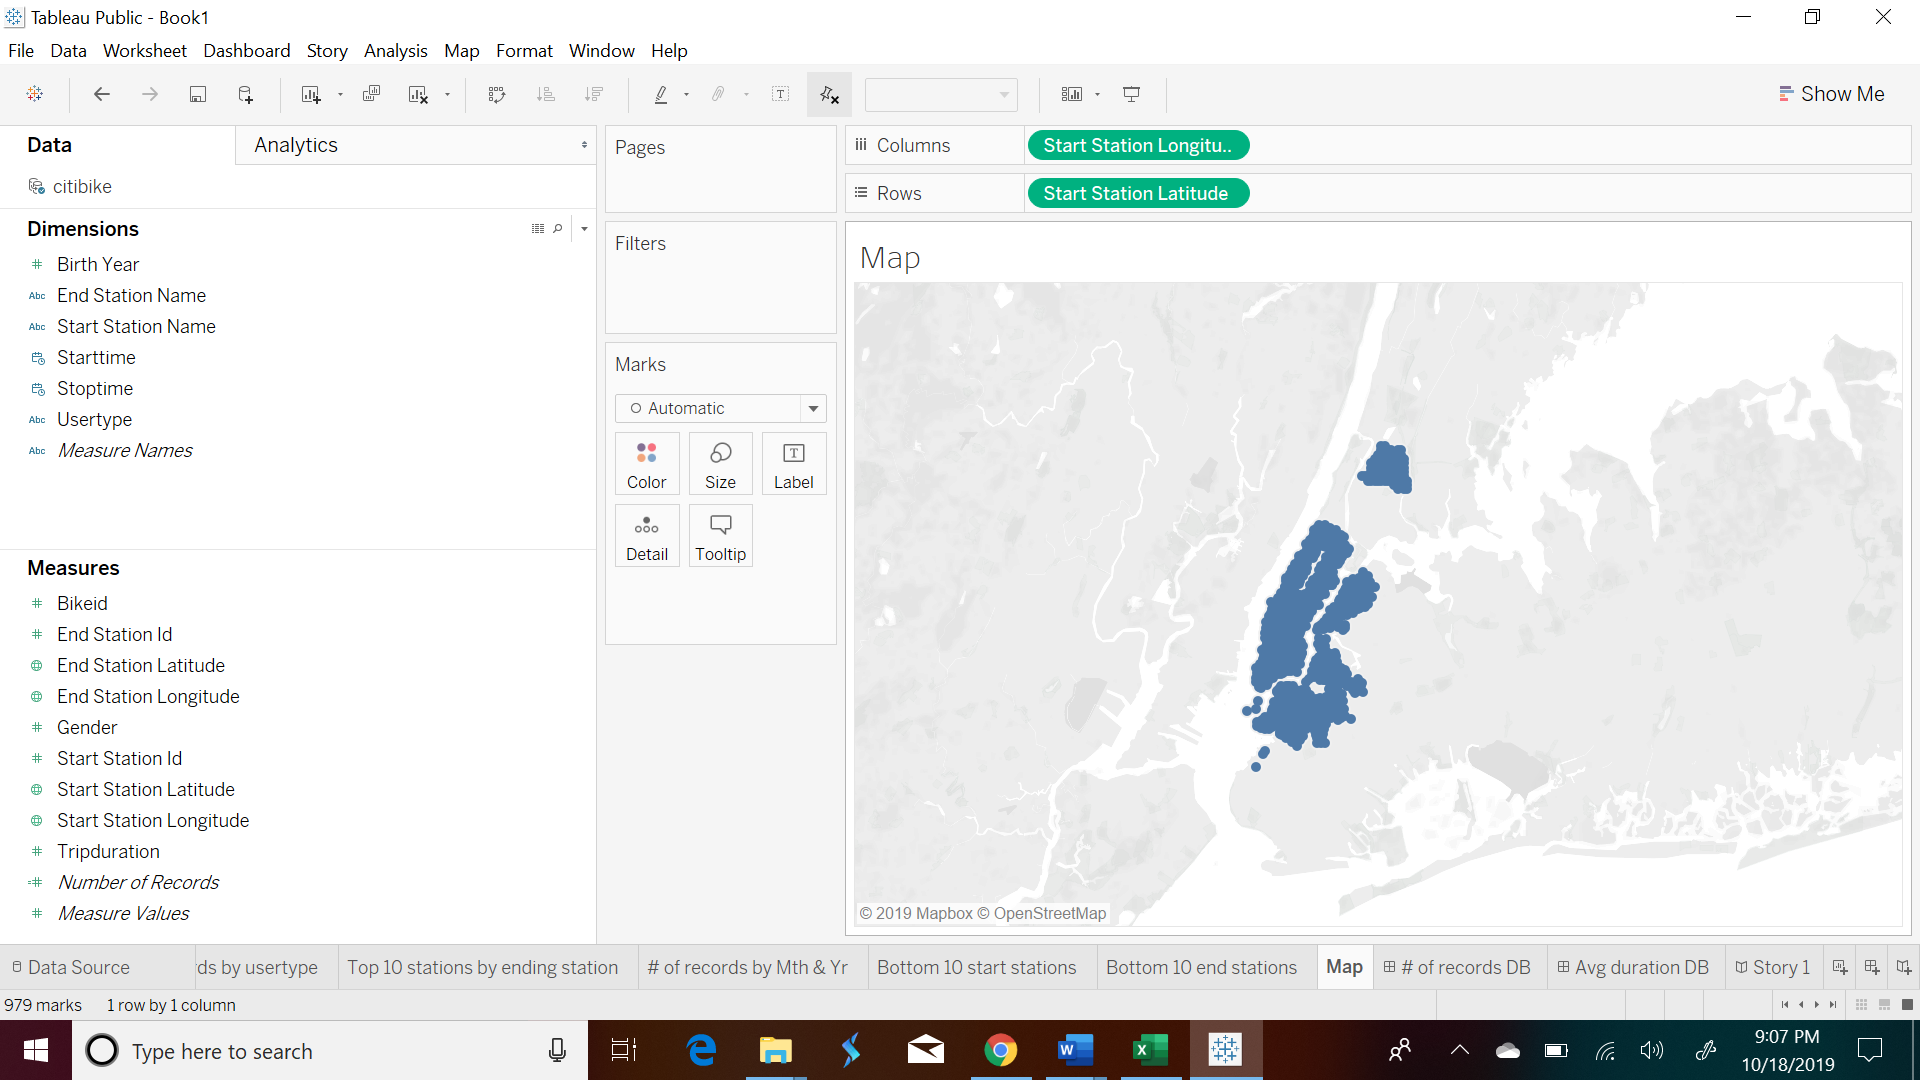 Tableau Public - Book1
File Data Worksheet Dashboard Story Analysis Map Format Window Help
Show Me
Data
Analytics
citibike
Dimensions
Birth Year
Abc End Station Name
Abc Start Station Name
Starttime
Stoptime
Abc Usertype
Abc Measure Names
Measures
Bikeid
End Station Id
End Station Latitude
End Station Longitude
Gender
Start Station Id
Start Station Latitude
Start Station Longitude
Tripduration
Number of Records
Measure Values
Pages
Filters
Marks
Automatic
Color Size Label
Detail Tooltip
Columns Start Station Longitu..
Rows Start Station Latitude
Map
© 2019 Mapbox © OpenStreetMap
Data Source ds by usertype Top 10 stations by ending station # of records by Mth & Yr Bottom 10 start stations Bottom 10 end stations Map # of records DB Avg duration DB Story 1
979 marks 1 row by 1 column
Type here to search
9:07 PM
10/18/2019